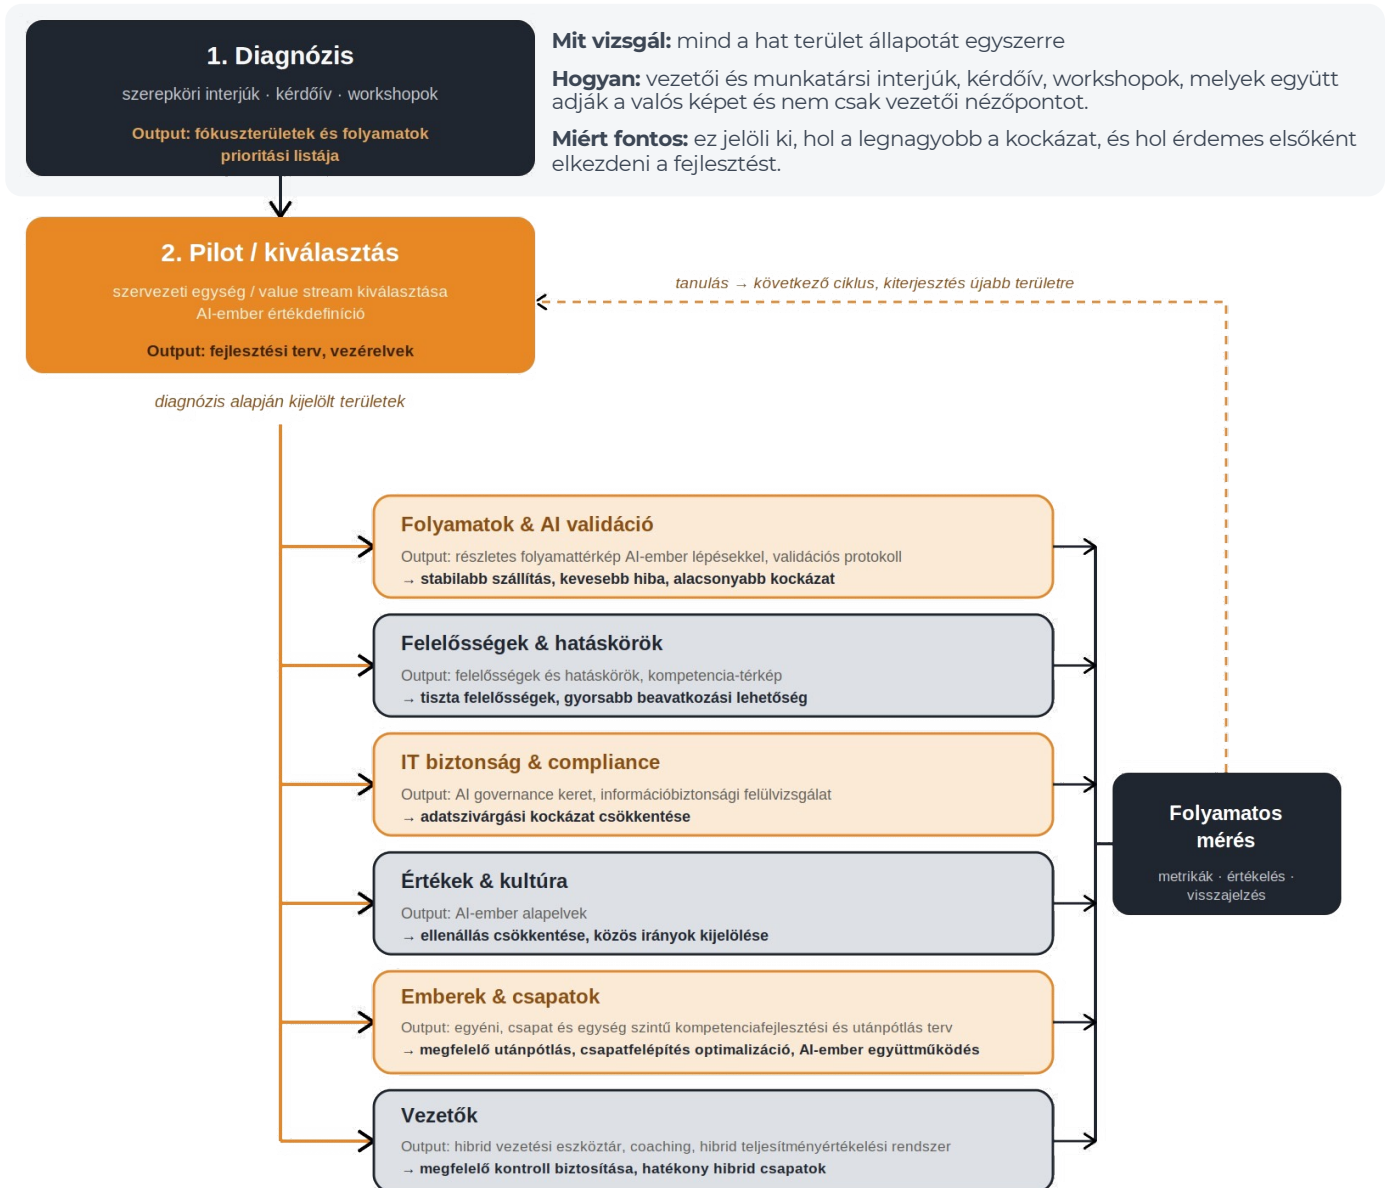 1. Diagnózis
szerepköri interjúk · kérdőív · workshopok
Output: fókuszterületek és folyamatok
prioritási listája
Mit vizsgál: mind a hat terület állapotát egyszerre
Hogyan: vezetői és munkatársi interjúk, kérdőív, workshopok, melyek együtt
adják a valós képet és nem csak vezetői nézőpontot.
Miért fontos: ez jelöli ki, hol a legnagyobb a kockázat, és hol érdemes elsőként
elkezdeni a fejlesztést.
2. Pilot / kiválasztás
szervezeti egység / value stream kiválasztása
AI-ember értékdefiníció
Output: fejlesztési terv, vezérelvek
tanulás → következő ciklus, kiterjesztés újabb területre
diagnózis alapján kijelölt területek
Folyamatok & AI validáció
Output: részletes folyamattérkép AI-ember lépésekkel, validációs protokoll
→ stabilabb szállítás, kevesebb hiba, alacsonyabb kockázat
Felelősségek & hatáskörök
Output: felelősségek és hatáskörök, kompetencia-térkép
→ tiszta felelősségek, gyorsabb beavatkozási lehetőség
IT biztonság & compliance
Output: AI governance keret, információbiztonsági felülvizsgálat
→ adatszivárgási kockázat csökkentése
Értékek & kultúra
Output: AI-ember alapelvek
→ ellenállás csökkentése, közös irányok kijelölése
Emberek & csapatok
Output: egyéni, csapat és egység szintű kompetenciafejlesztési és utánpótlás terv
→ megfelelő utánpótlás, csapatfelépítés optimalizáció, AI-ember együttműködés
Vezetők
Output: hibrid vezetési eszköztár, coaching, hibrid teljesítményértékelési rendszer
→ megfelelő kontroll biztosítása, hatékony hibrid csapatok
Folyamatos
mérés
metrikák · értékelés ·
visszajelzés